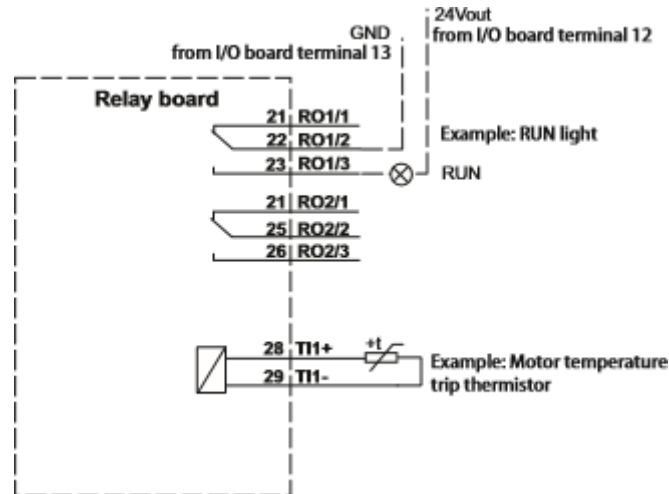 24Vout
from I/O board terminal 12
GND
from I/O board terminal 13
Relay board
21 RO1/1
22 RO1/2
Example: RUN light
23 RO1/3
RUN
21 RO2/1
25 RO2/2
26 RO2/3
28 TI1+
+t
29 TI1-
Example: Motor temperature
trip thermistor